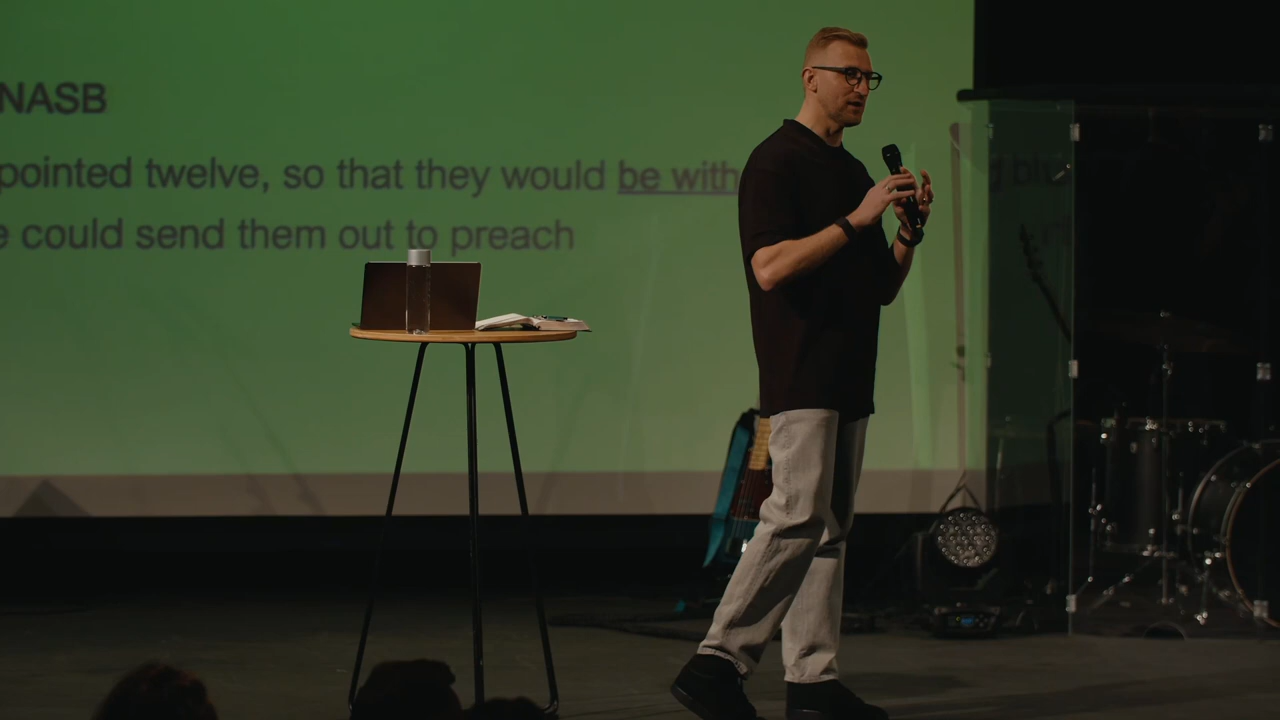 NASB
pointed twelve, so that they would be with
e could send them out to preach